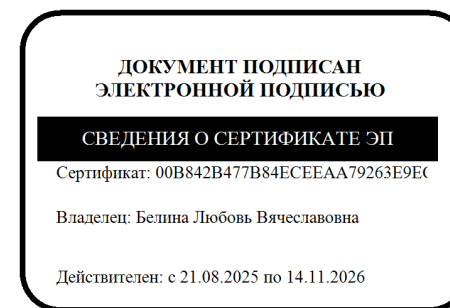 ДОКУМЕНТ ПОДПИСАН
ЭЛЕКТРОННОЙ ПОДПИСЬЮ
СВЕДЕНИЯ О СЕРТИФИКАТЕ ЭП
Сертификат: 00B842B477B84ECEEAA79263E9E
Владелец: Белина Любовь Вячеславовна
Действителен: с 21.08.2025 по 14.11.2026